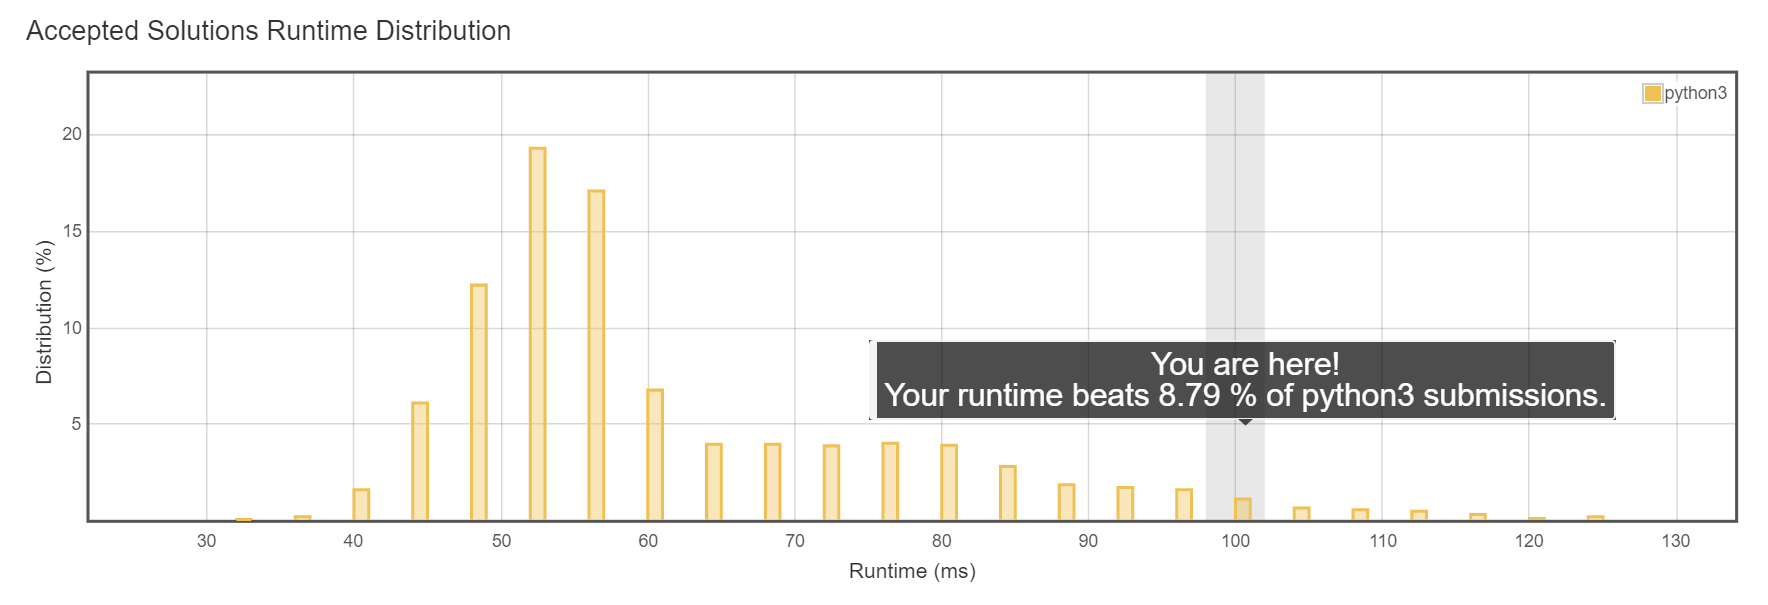 Accepted Solutions Runtime Distribution
python3
20
15
10
5
Distribution (%)
You are here!
Your runtime beats 8.79 % of python3 submissions.
30 40 50 60 70 80 90 100 110 120 130
Runtime (ms)